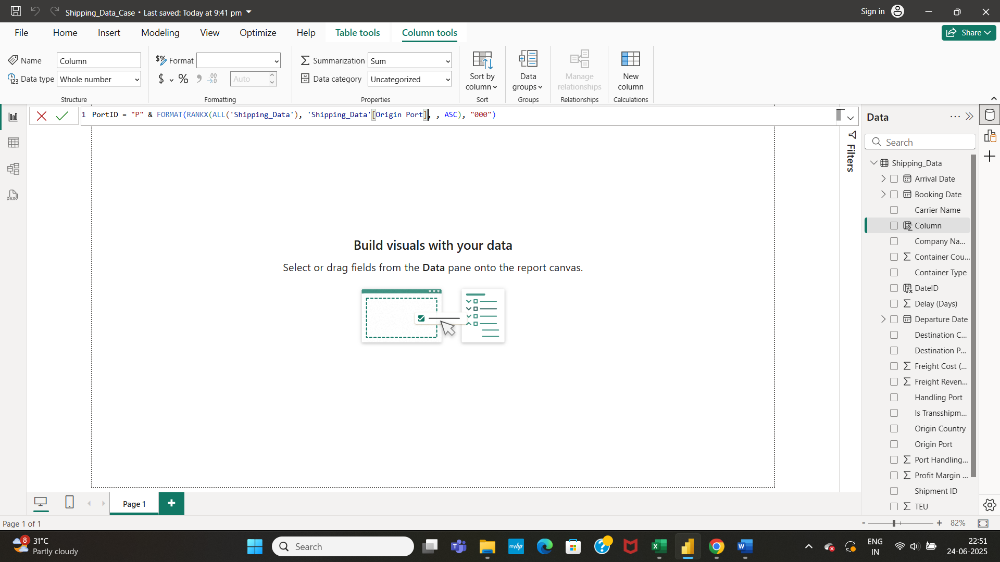 Shipping_Data_Case • Last saved: Today at 9:41 pm
Sign in
File Home Insert Modeling View Optimize Help Table tools Column tools
Share
Name Column
Data type Whole number
Structure
Format
$ % Auto
Formatting
Summarization Sum
Data category Uncategorized
Properties
Sort by column
Sort
Data groups
Groups
Manage relationships
Relationships
New column
Calculations
1 PortID = "P" & FORMAT(RANKX(ALL('Shipping_Data'), 'Shipping_Data'[Origin Port], , ASC), "000")
Build visuals with your data
Select or drag fields from the Data pane onto the report canvas.
Filters
Data
Search
Shipping_Data
Arrival Date
Booking Date
Carrier Name
Column
Company Na...
Container Cou...
Container Type
DateID
Delay (Days)
Departure Date
Destination C...
Destination P...
Freight Cost (...
Freight Reven...
Handling Port
Is Transshipm...
Origin Country
Origin Port
Port Handling...
Profit Margin ...
Shipment ID
TEU
Page 1
Page 1 of 1
- + 82%
8
31°C
Partly cloudy
Search
myhp
ENG
IN
22:51
24-06-2025